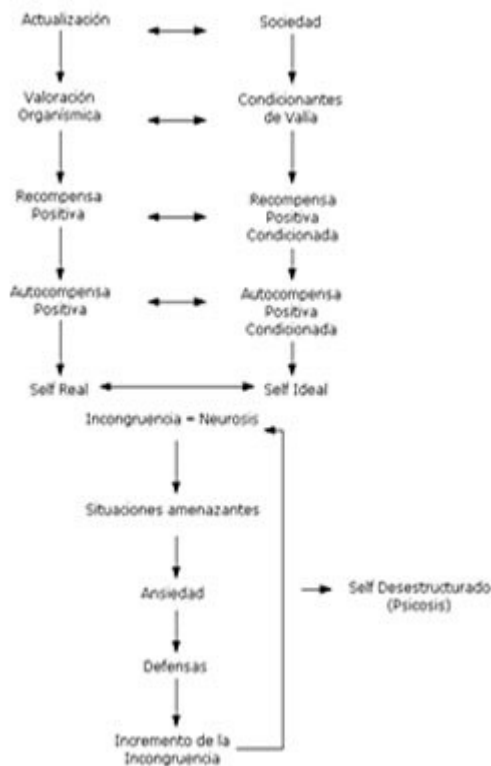 Actualización
Sociedad
Valoración
Organísmica
Condicionantes
de Valía
Recompensa
Positiva
Recompensa
Positiva
Condicionada
Autocompensa
Positiva
Autocompensa
Positiva
Condicionada
Self Real
Self Ideal
Incongruencia = Neurosis
Situaciones amenazantes
Ansiedad
Self Desestructurado
(Psicosis)
Defensas
Incremento de la
Incongruencia